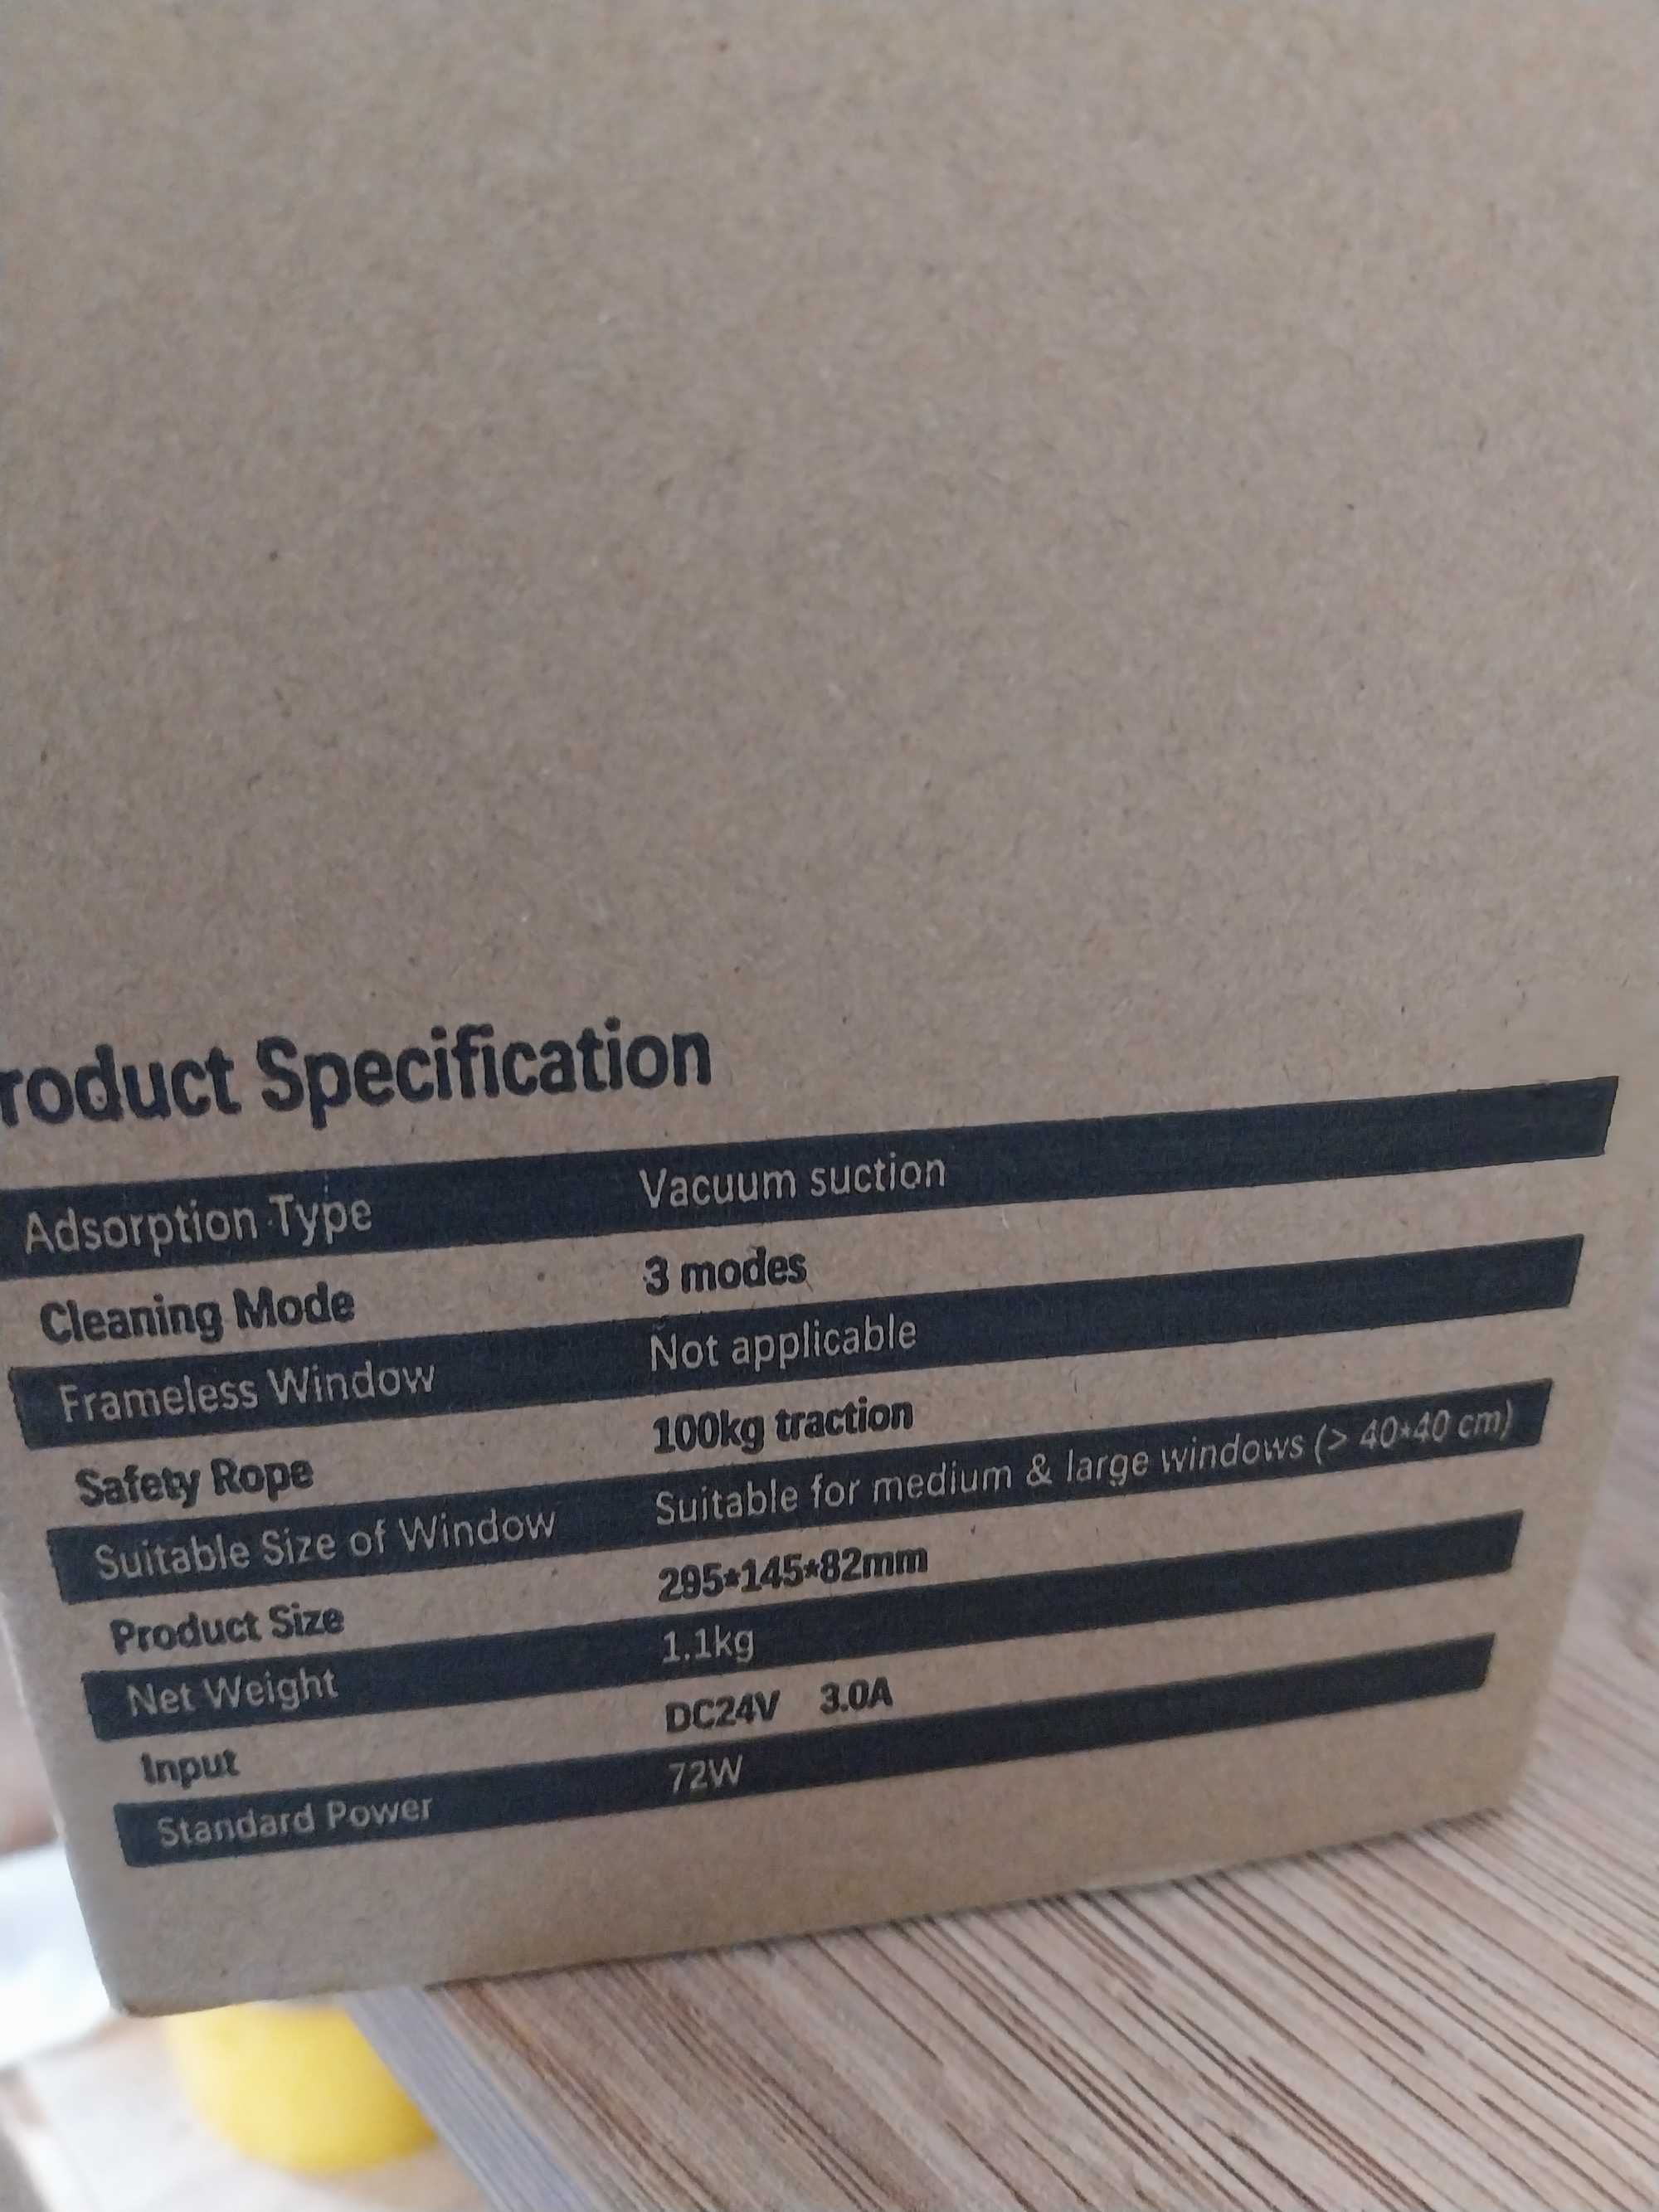 roduct Specification
Adsorption Type Vacuum suction
Cleaning Mode 3 modes
Frameless Window Not applicable
Safety Rope 100kg traction
Suitable Size of Window Suitable for medium & large windows (> 40*40 cm)
Product Size 295*145*82mm
Net Weight 1.1kg
Input DC24V 3.0A
Standard Power 72W